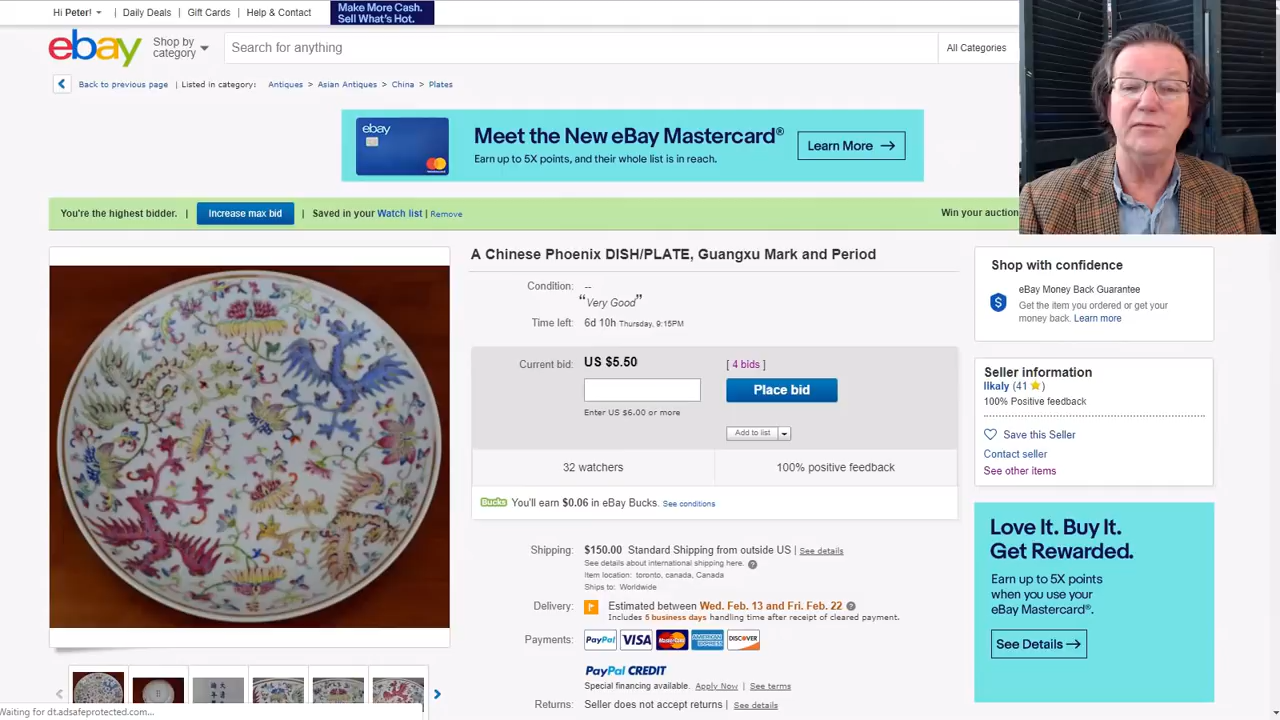 Hi Peter! | Daily Deals | Gift Cards | Help & Contact
Make More Cash.
Sell What's Hot.
ebay
Shop by
category
Search for anything
All Categories
Back to previous page | Listed in category: Antiques > Asian Antiques > China > Plates
ebay
Meet the New eBay Mastercard®
Earn up to 5X points, and their whole list is in reach.
Learn More →
You're the highest bidder. | Increase max bid | Saved in your Watch list | Remove
Win your auction
A Chinese Phoenix DISH/PLATE, Guangxu Mark and Period
Condition: --
"Very Good"
Time left: 6d 10h Thursday, 9:15PM
Current bid: US $5.50 [ 4 bids ]
Place bid
Enter US $6.00 or more
Add to list
32 watchers
100% positive feedback
Bucks You'll earn $0.06 in eBay Bucks. See conditions
Shipping: $150.00 Standard Shipping from outside US | See details
See details about international shipping here.
Item location: toronto, canada, Canada
Ships to: Worldwide
Delivery: Estimated between Wed. Feb. 13 and Fri. Feb. 22
Includes 5 business days handling time after receipt of cleared payment.
Payments: PayPal VISA MasterCard AMERICAN EXPRESS DISCOVER
PayPal CREDIT
Special financing available. Apply Now | See terms
Returns: Seller does not accept returns | See details
Shop with confidence
eBay Money Back Guarantee
Get the item you ordered or get your
money back. Learn more
Seller information
llkaly (41)
100% Positive feedback
Save this Seller
Contact seller
See other items
Love It. Buy It.
Get Rewarded.
Earn up to 5X points
when you use your
eBay Mastercard®.
See Details →
Waiting for dt.adsafeprotected.com...